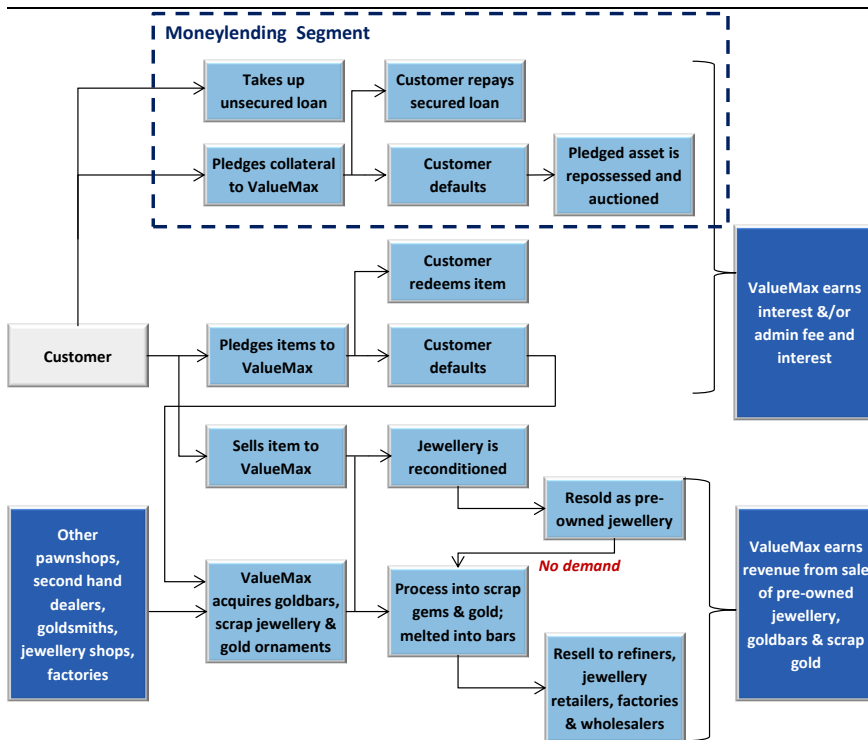 Moneylending Segment
Takes up
unsecured loan
Customer repays
secured loan
Pledges collateral
to ValueMax
Customer
defaults
Pledged asset is
repossessed and
auctioned
Customer
redeems item
ValueMax earns
interest &/or
admin fee and
interest
Customer
Pledges items to
ValueMax
Customer
defaults
Sells item to
ValueMax
Jewellery is
reconditioned
Resold as pre-
owned jewellery
Other
pawnshops,
second hand
dealers,
goldsmiths,
jewellery shops,
factories
ValueMax
acquires goldbars,
scrap jewellery &
gold ornaments
No demand
Process into scrap
gems & gold;
melted into bars
ValueMax earns
revenue from sale
of pre-owned
jewellery,
goldbars & scrap
gold
Resell to refiners,
jewellery
retailers, factories
& wholesalers